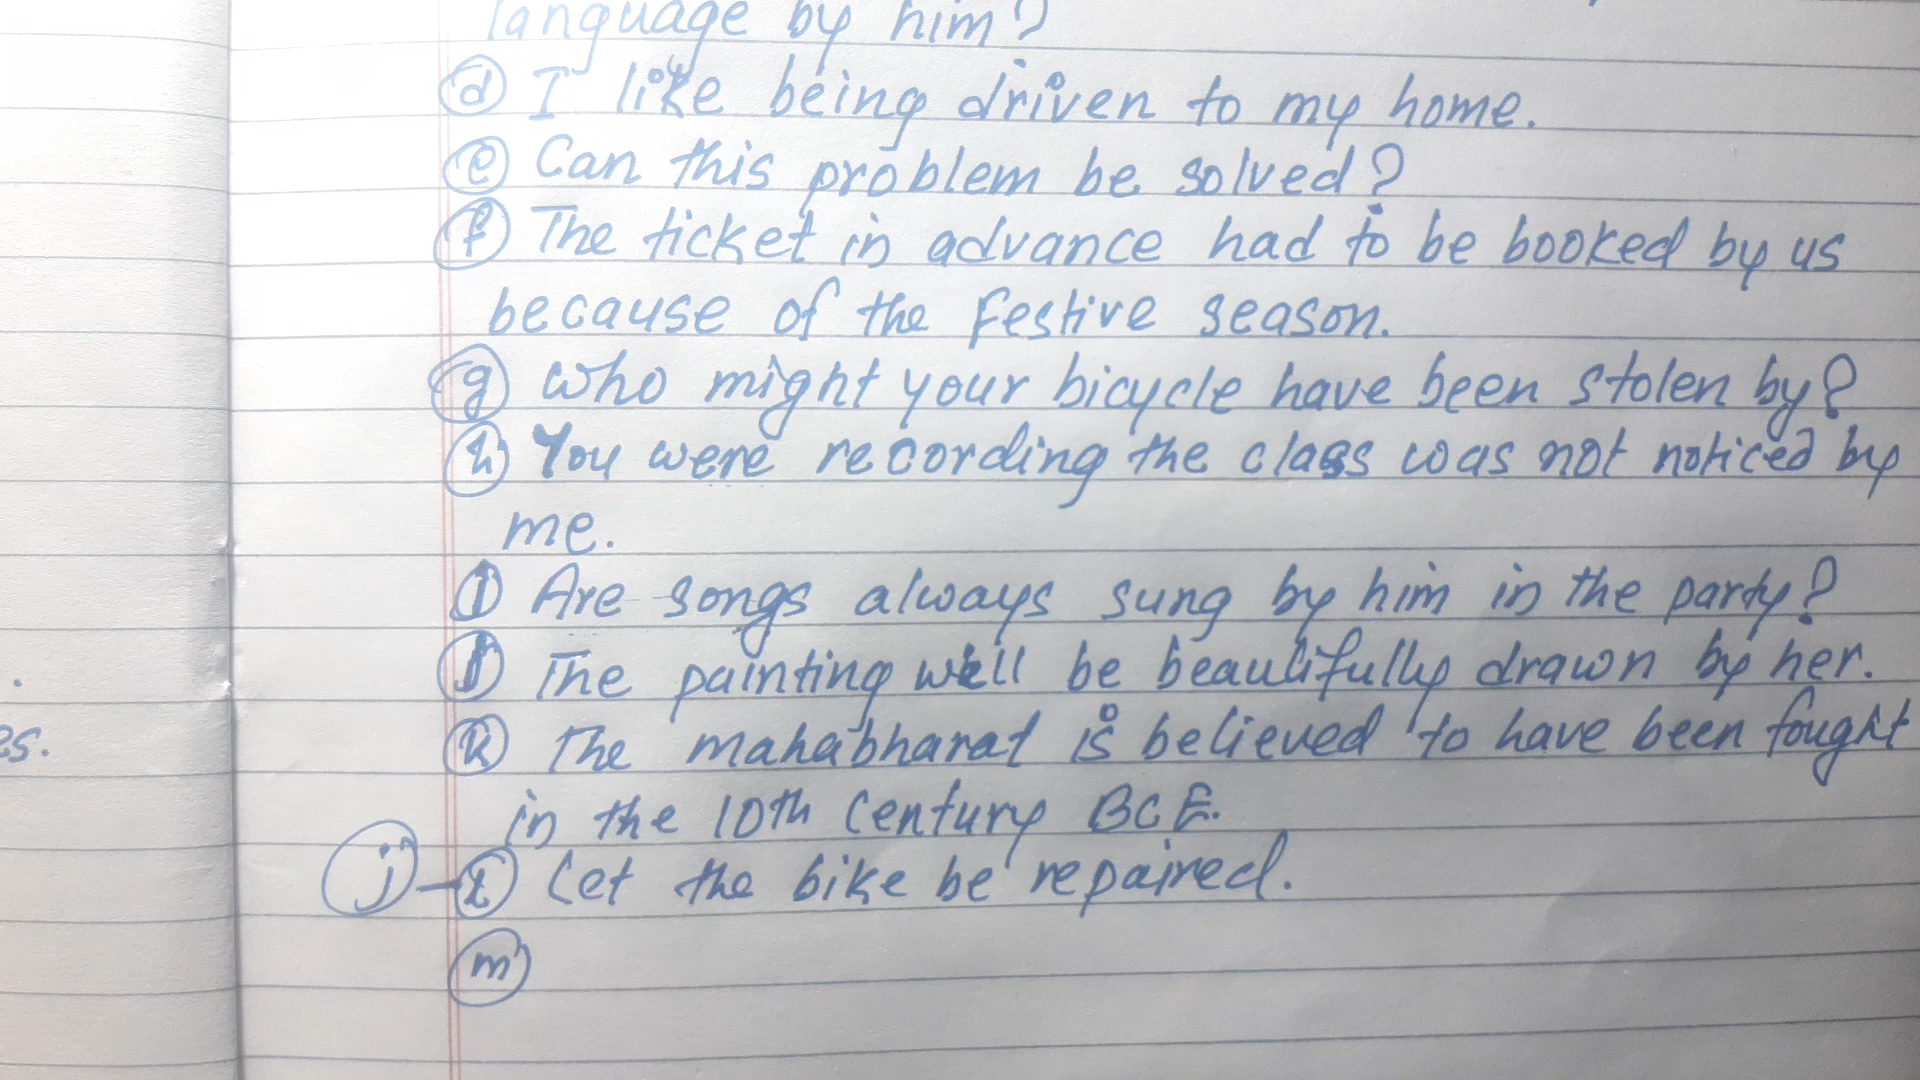 language by him?
(d) I like being driven to my home.
(e) Can this problem be solved?
(f) The ticket in advance had to be booked by us
because of the festive season.
(g) Who might your bicycle have been stolen by?
(h) You were recording the class was not noticed by
me.
(i) Are songs always sung by him in the party?
(j) The painting will be beautifully drawn by her.
(k) The mahabharat is believed to have been fought
in the 10th Century BCE.
(j) - (l) Let the bike be repaired.
(m)
es.